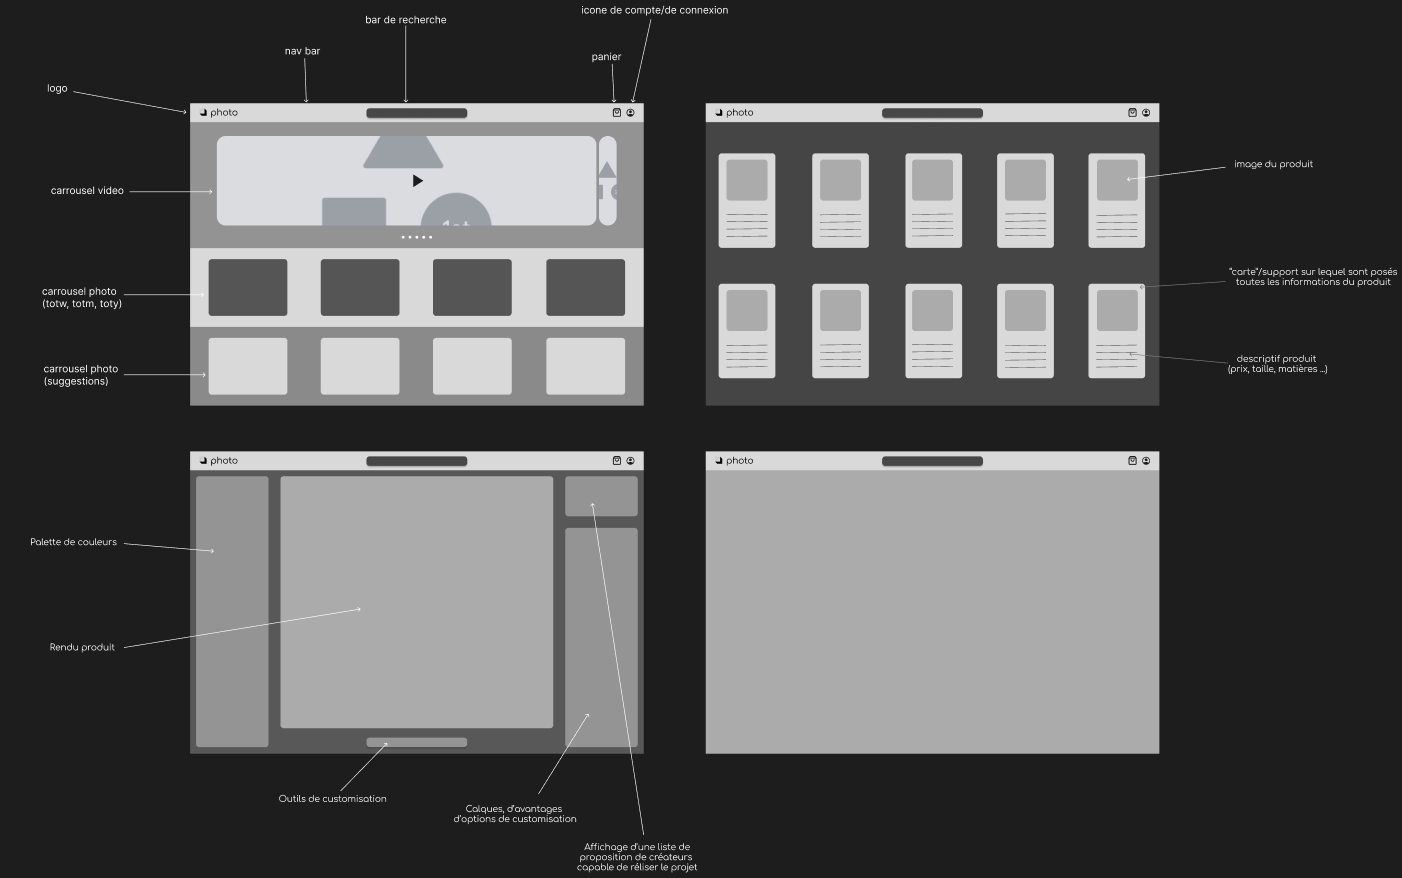 icone de compte/de connexion
bar de recherche
nav bar
panier
logo
photo
photo
carrousel video
1st
image du produit
carrousel photo
(totw, totm, toty)
"carte"/support sur lequel sont posés
toutes les informations du produit
carrousel photo
(suggestions)
descriptif produit
(prix, taille, matières ...)
photo
photo
Palette de couleurs
Rendu produit
Outils de customisation
Calques, d'avantages
d'options de customisation
Affichage d'une liste de
proposition de créateurs
capable de réliser le projet